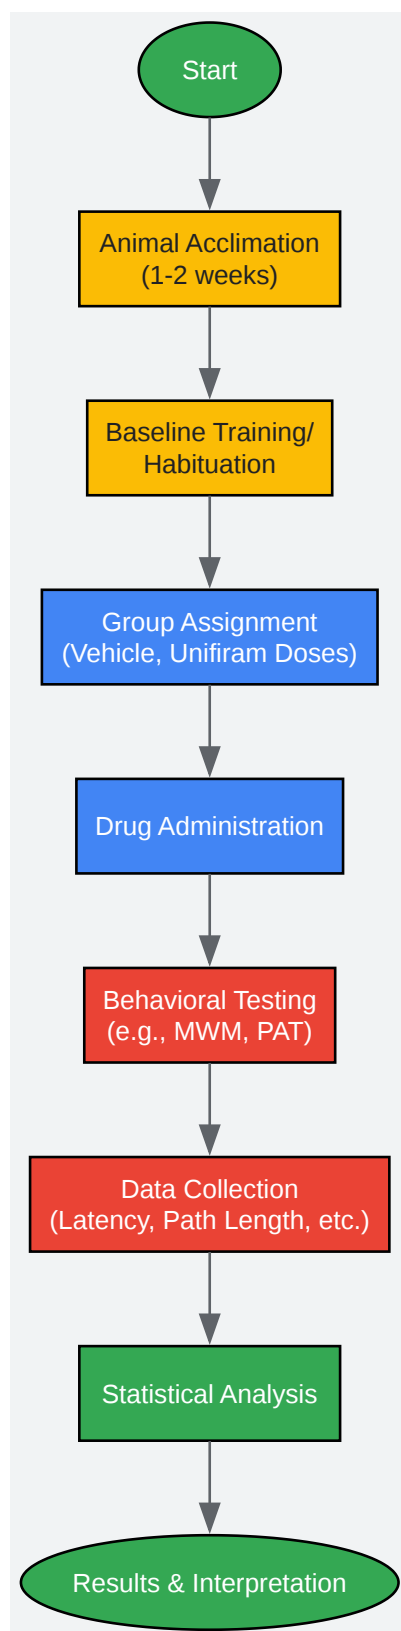 Start
Animal Acclimation
(1-2 weeks)
Baseline Training/
Habituation
Group Assignment
(Vehicle, Unifiram Doses)
Drug Administration
Behavioral Testing
(e.g., MWM, PAT)
Data Collection
(Latency, Path Length, etc.)
Statistical Analysis
Results & Interpretation